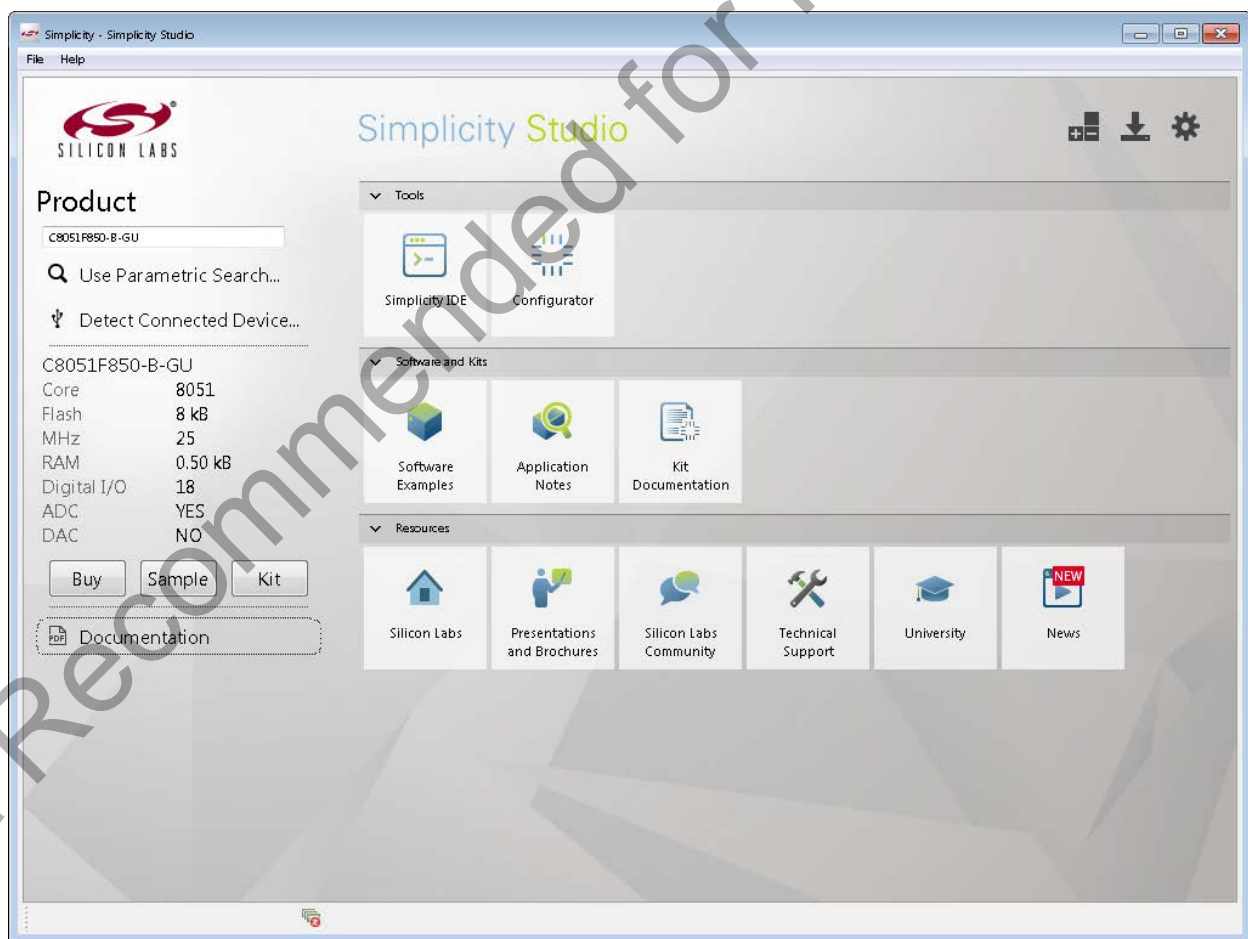 Simplicity - Simplicity Studio
File Help
SILICON LABS
Simplicity Studio
Product
C8051F850-B-GU
Use Parametric Search...
Detect Connected Device...
C8051F850-B-GU
Core 8051
Flash 8 kB
MHz 25
RAM 0.50 kB
Digital I/O 18
ADC YES
DAC NO
Buy Sample Kit
PDF Documentation
Tools
Simplicity IDE
Configurator
Software and Kits
Software
Examples
Application
Notes
Kit
Documentation
Resources
Silicon Labs
Presentations
and Brochures
Silicon Labs
Community
Technical
Support
University
NEW
News
Recommended for